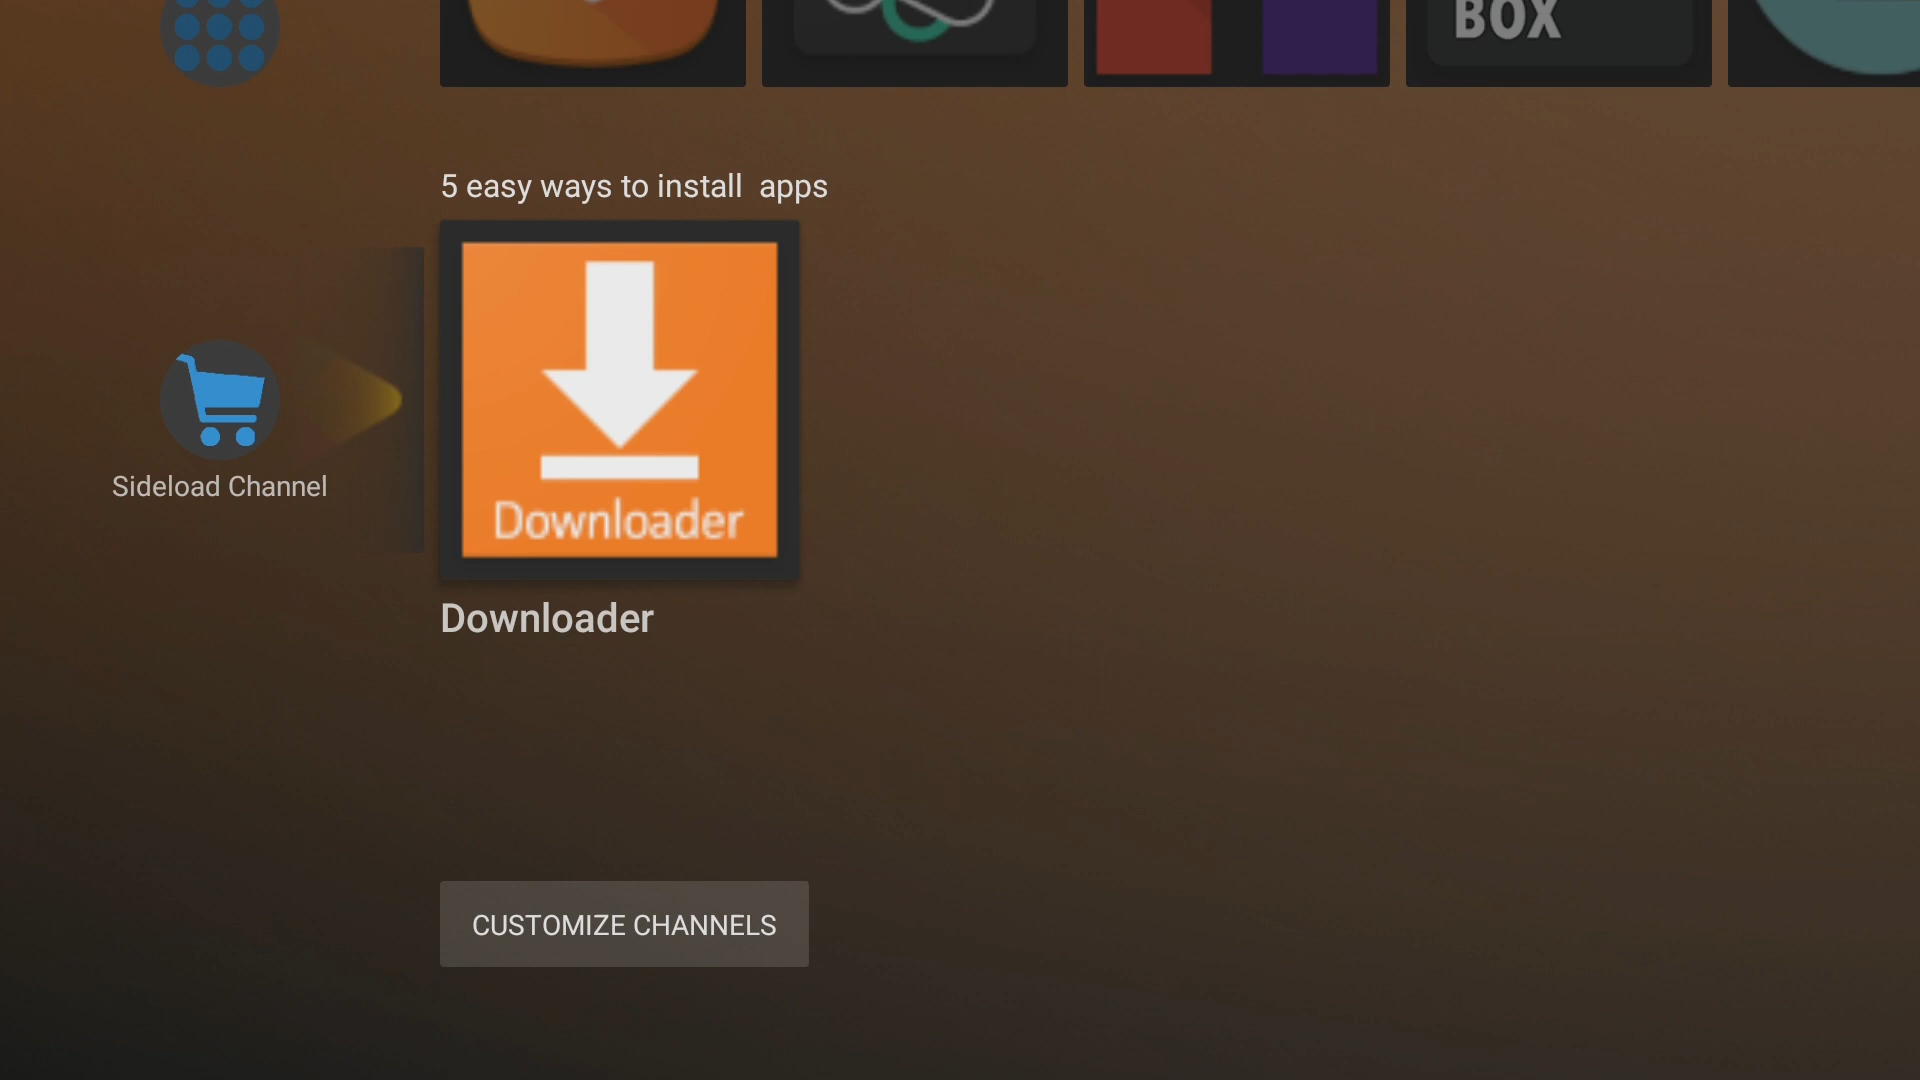 BOX
5 easy ways to install  apps
Downloader
Sideload Channel
Downloader
CUSTOMIZE CHANNELS